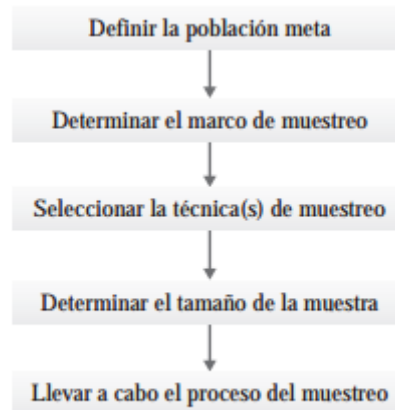 Definir la población meta
Determinar el marco de muestreo
Seleccionar la técnica(s) de muestreo
Determinar el tamaño de la muestra
Llevar a cabo el proceso del muestreo